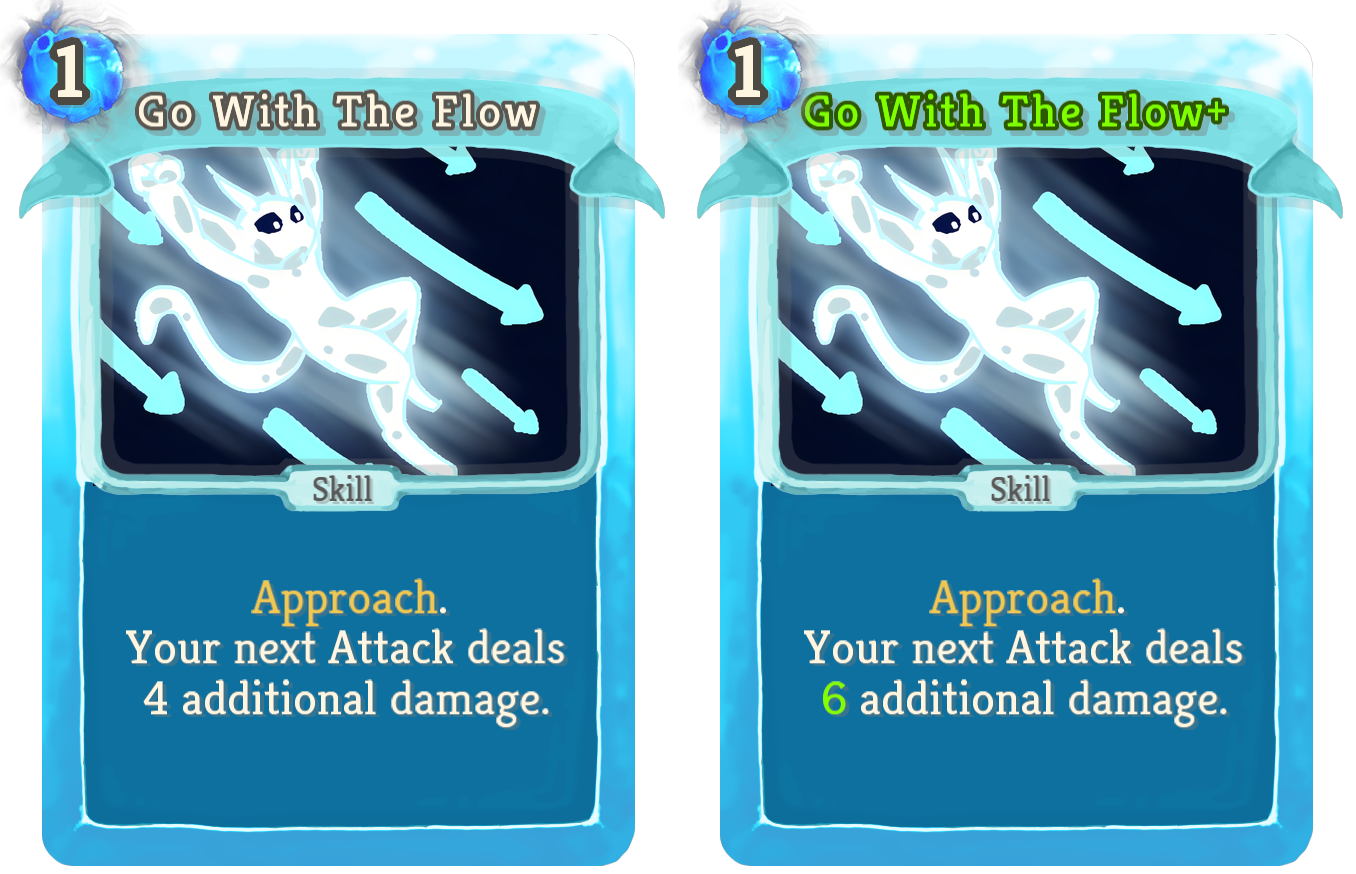 1
Go With The Flow
Skill
Approach.
Your next Attack deals
4 additional damage.
1
Go With The Flow+
Skill
Approach.
Your next Attack deals
6 additional damage.